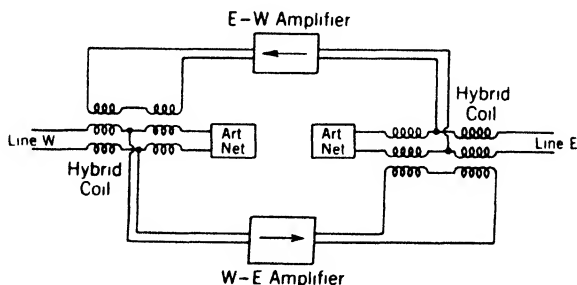 E-W Amplifier
Hybrid
Coil
Line W
Art
Net
Art
Net
Line E
Hybrid
Coil
W-E Amplifier